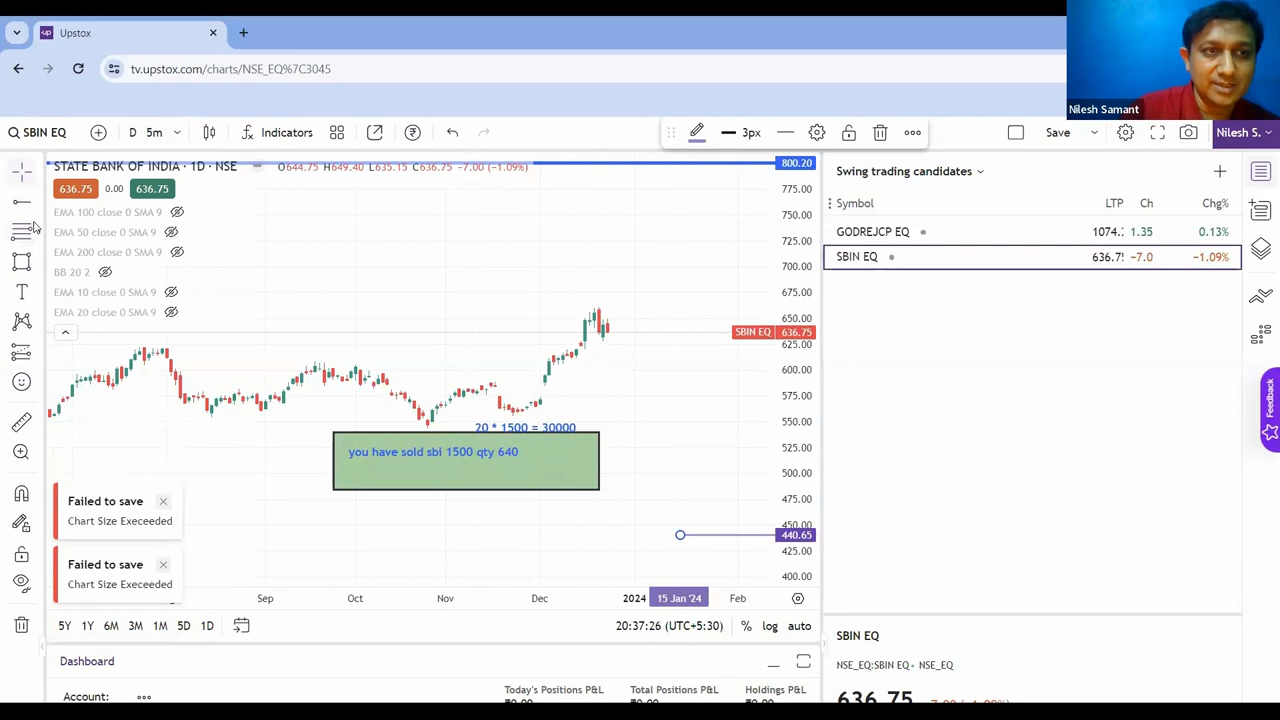 Upstox
tv.upstox.com/charts/NSE_EQ%7C3045
Nilesh Samant
SBIN EQ
D 5m
Indicators
3px
Save
Nilesh S.
STATE BANK OF INDIA · 1D · NSE
O644.75 H649.40 L635.15 C636.75 −7.00 (−1.09%)
636.75 0.00 636.75
EMA 100 close 0 SMA 9
EMA 50 close 0 SMA 9
EMA 200 close 0 SMA 9
BB 20 2
EMA 10 close 0 SMA 9
EMA 20 close 0 SMA 9
800.20
775.00
750.00
725.00
700.00
675.00
650.00
SBIN EQ 636.75
625.00
600.00
575.00
550.00
525.00
500.00
475.00
450.00
440.65
425.00
400.00
20 * 1500 = 30000
you have sold sbi 1500 qty 640
Failed to save
Chart Size Execeeded
Failed to save
Chart Size Execeeded
Sep Oct Nov Dec 2024 15 Jan '24 Feb
5Y 1Y 6M 3M 1M 5D 1D
20:37:26 (UTC+5:30) % log auto
Dashboard
Account:
Today's Positions P&L Total Positions P&L Holdings P&L
Swing trading candidates
Symbol LTP Ch Chg%
GODREJCP EQ 1074. 1.35 0.13%
SBIN EQ 636.7 −7.0 −1.09%
Feedback
SBIN EQ
NSE_EQ:SBIN EQ • NSE_EQ
636.75 −7.00 (−1.09%)